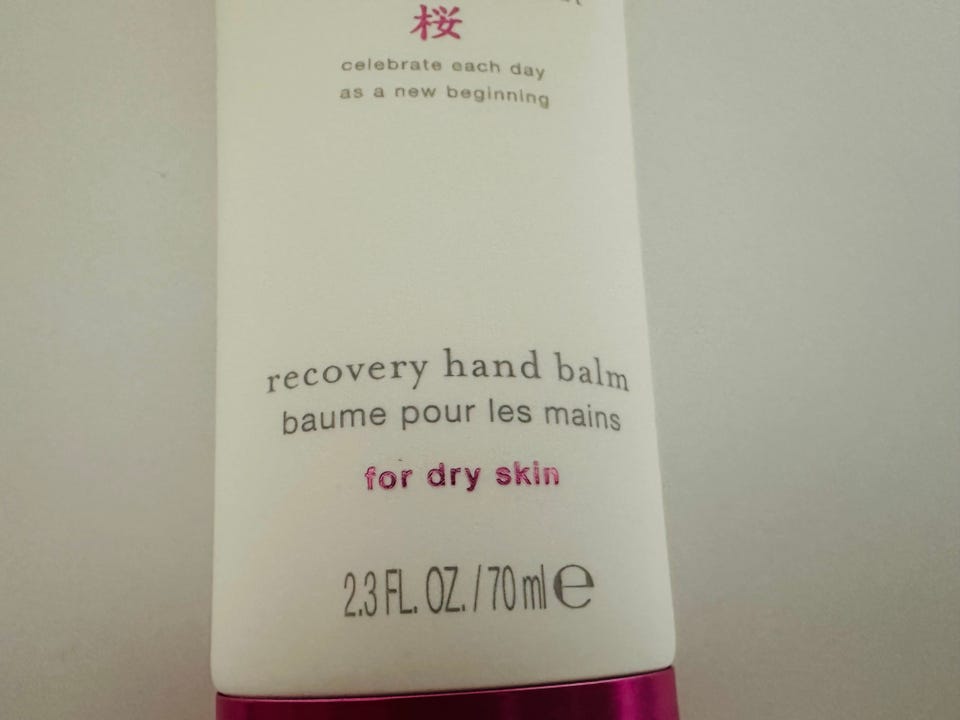 桜
celebrate each day
as a new beginning
recovery hand balm
baume pour les mains
for dry skin
2.3 FL. OZ. / 70 ml ℮